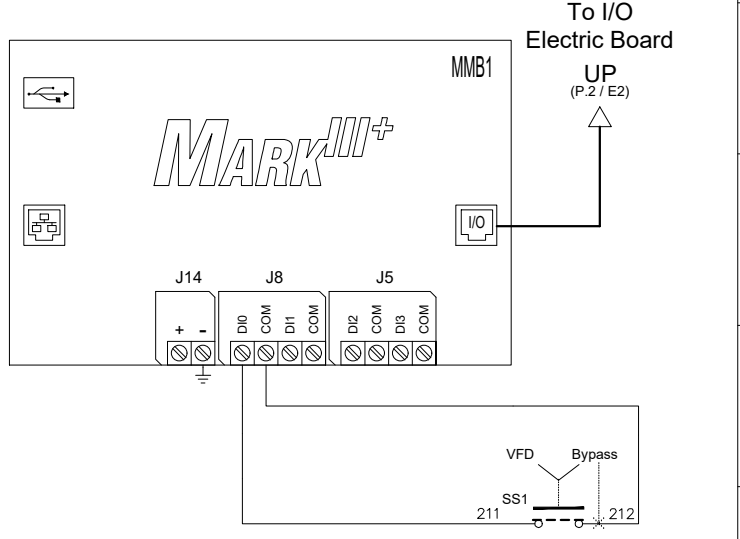 To I/O
Electric Board
UP
(P.2 / E2)
MMB1
MARK III+
I/O
J14
J8
J5
+ -
DI0 COM DI1 COM
DI2 COM DI3 COM
VFD Bypass
SS1
211 212